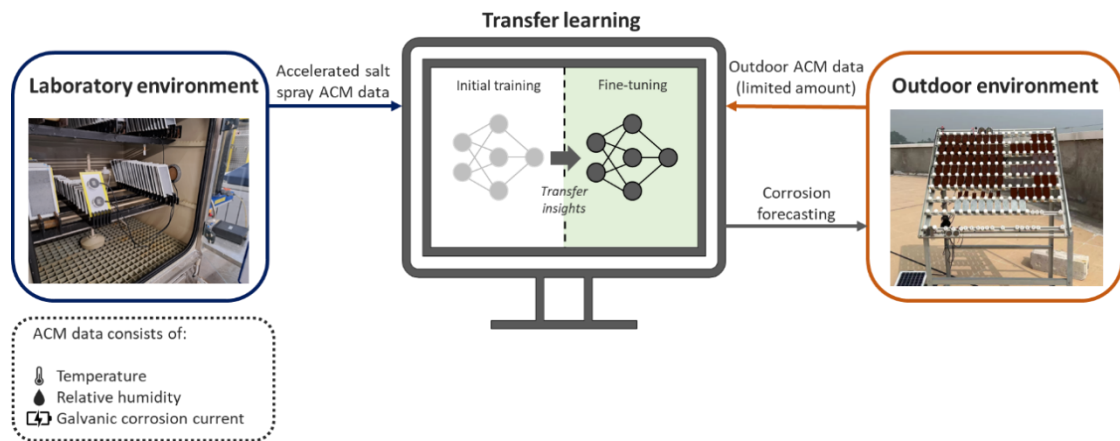 Transfer learning
Laboratory environment
Accelerated salt
spray ACM data
Initial training
Fine-tuning
Transfer
insights
Outdoor ACM data
(limited amount)
Corrosion
forecasting
Outdoor environment
ACM data consists of:
Temperature
Relative humidity
Galvanic corrosion current